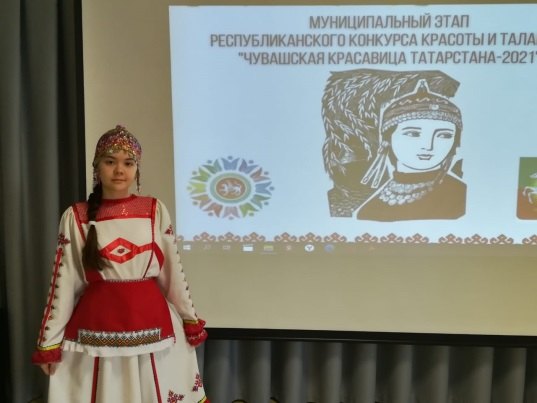 МУНИЦИПАЛЬНЫЙ ЭТАП
РЕСПУБЛИКАНСКОГО КОНКУРСА КРАСОТЫ И ТАЛА
"ЧУВАШСКАЯ КРАСАВИЦА ТАТАРСТАНА-2021"